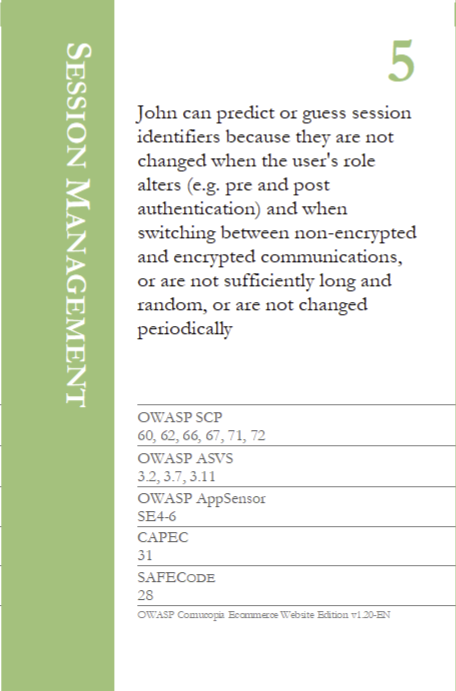 SESSION MANAGEMENT
5
John can predict or guess session
identifiers because they are not
changed when the user's role
alters (e.g. pre and post
authentication) and when
switching between non-encrypted
and encrypted communications,
or are not sufficiently long and
random, or are not changed
periodically
OWASP SCP
60, 62, 66, 67, 71, 72
OWASP ASVS
3.2, 3.7, 3.11
OWASP AppSensor
SE4-6
CAPEC
31
SAFECODE
28
OWASP Cornucopia Ecommerce Website Edition v1.20-EN